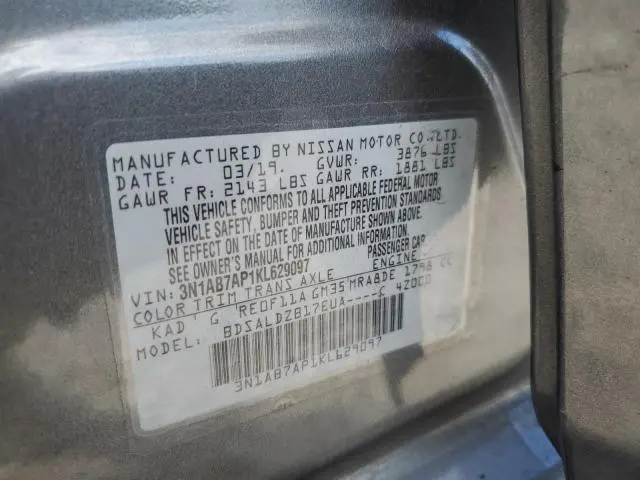 MANUFACTURED BY NISSAN MOTOR CO.,LTD.
DATE: 03/19. GVWR: 3876 LBS
GAWR FR: 2143 LBS GAWR RR: 1881 LBS
THIS VEHICLE CONFORMS TO ALL APPLICABLE FEDERAL MOTOR
VEHICLE SAFETY, BUMPER AND THEFT PREVENTION STANDARDS
IN EFFECT ON THE DATE OF MANUFACTURE SHOWN ABOVE.
SEE OWNER'S MANUAL FOR ADDITIONAL INFORMATION.
VIN: 3N1AB7AP1KL629097 PASSENGER CAR
COLOR TRIM TRANS AXLE ENGINE
KAD G RE0F11A GM35 MRA8DE 1798 CC
MODEL: BDSALDZB17EUA----C 4Z000
3N1AB7AP1KL629097